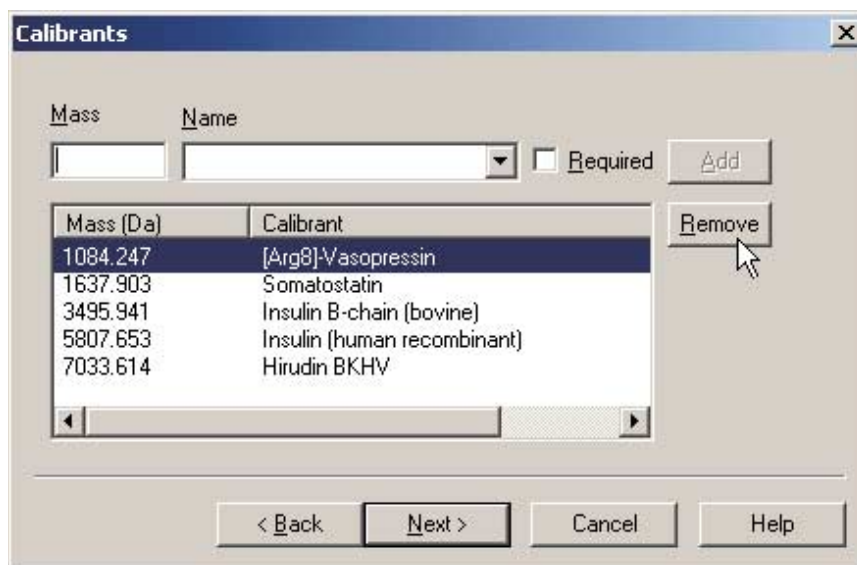 Calibrants
Mass Name
Required Add
Mass (Da) Calibrant
1084.247 [Arg8]-Vasopressin
1637.903 Somatostatin
3495.941 Insulin B-chain (bovine)
5807.653 Insulin (human recombinant)
7033.614 Hirudin BKHV
Remove
< Back Next > Cancel Help